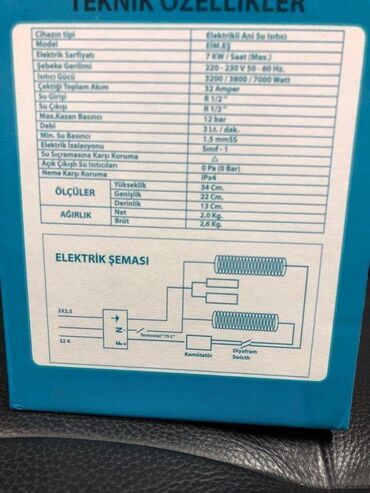 TEKNİK ÖZELLİKLER
Cihazın tipi Elektrikli Ani Su Isıtıcı
Model EİM.EŞ
Elektrik Sarfiyatı 7 KW / Saat (Max.)
Şebeke Gerilimi 220 - 230 V 50 - 60 Hz.
Isıtıcı Gücü 3200 / 3800 / 7000 Watt
Çektiği Toplam Akım 32 Amper
Su Girişi R 1/2"
Su Çıkışı R 1/2"
Max.Kazan Basıncı 12 bar
Debi 3 Lt. / dak.
Min. Su Basıncı 1.5 mmSS
Elektrik İzalasyonu Sınıf - 1
Su Sıçramasına Karşı Koruma
Açık Çıkışlı Su Isıtıcıları 0 Pa (0 Bar)
Neme Karşı Koruma IPx4
ÖLÇÜLER Yükseklik 34 Cm.
Genişlik 22 Cm.
Derinlik 13 Cm.
AĞIRLIK Net 2,0 Kg.
Brüt 2,6 Kg.
ELEKTRİK ŞEMASI
3X2,5
32 A
F N
Termostat "75 C"
Komütatör
Diyafram
Swicth